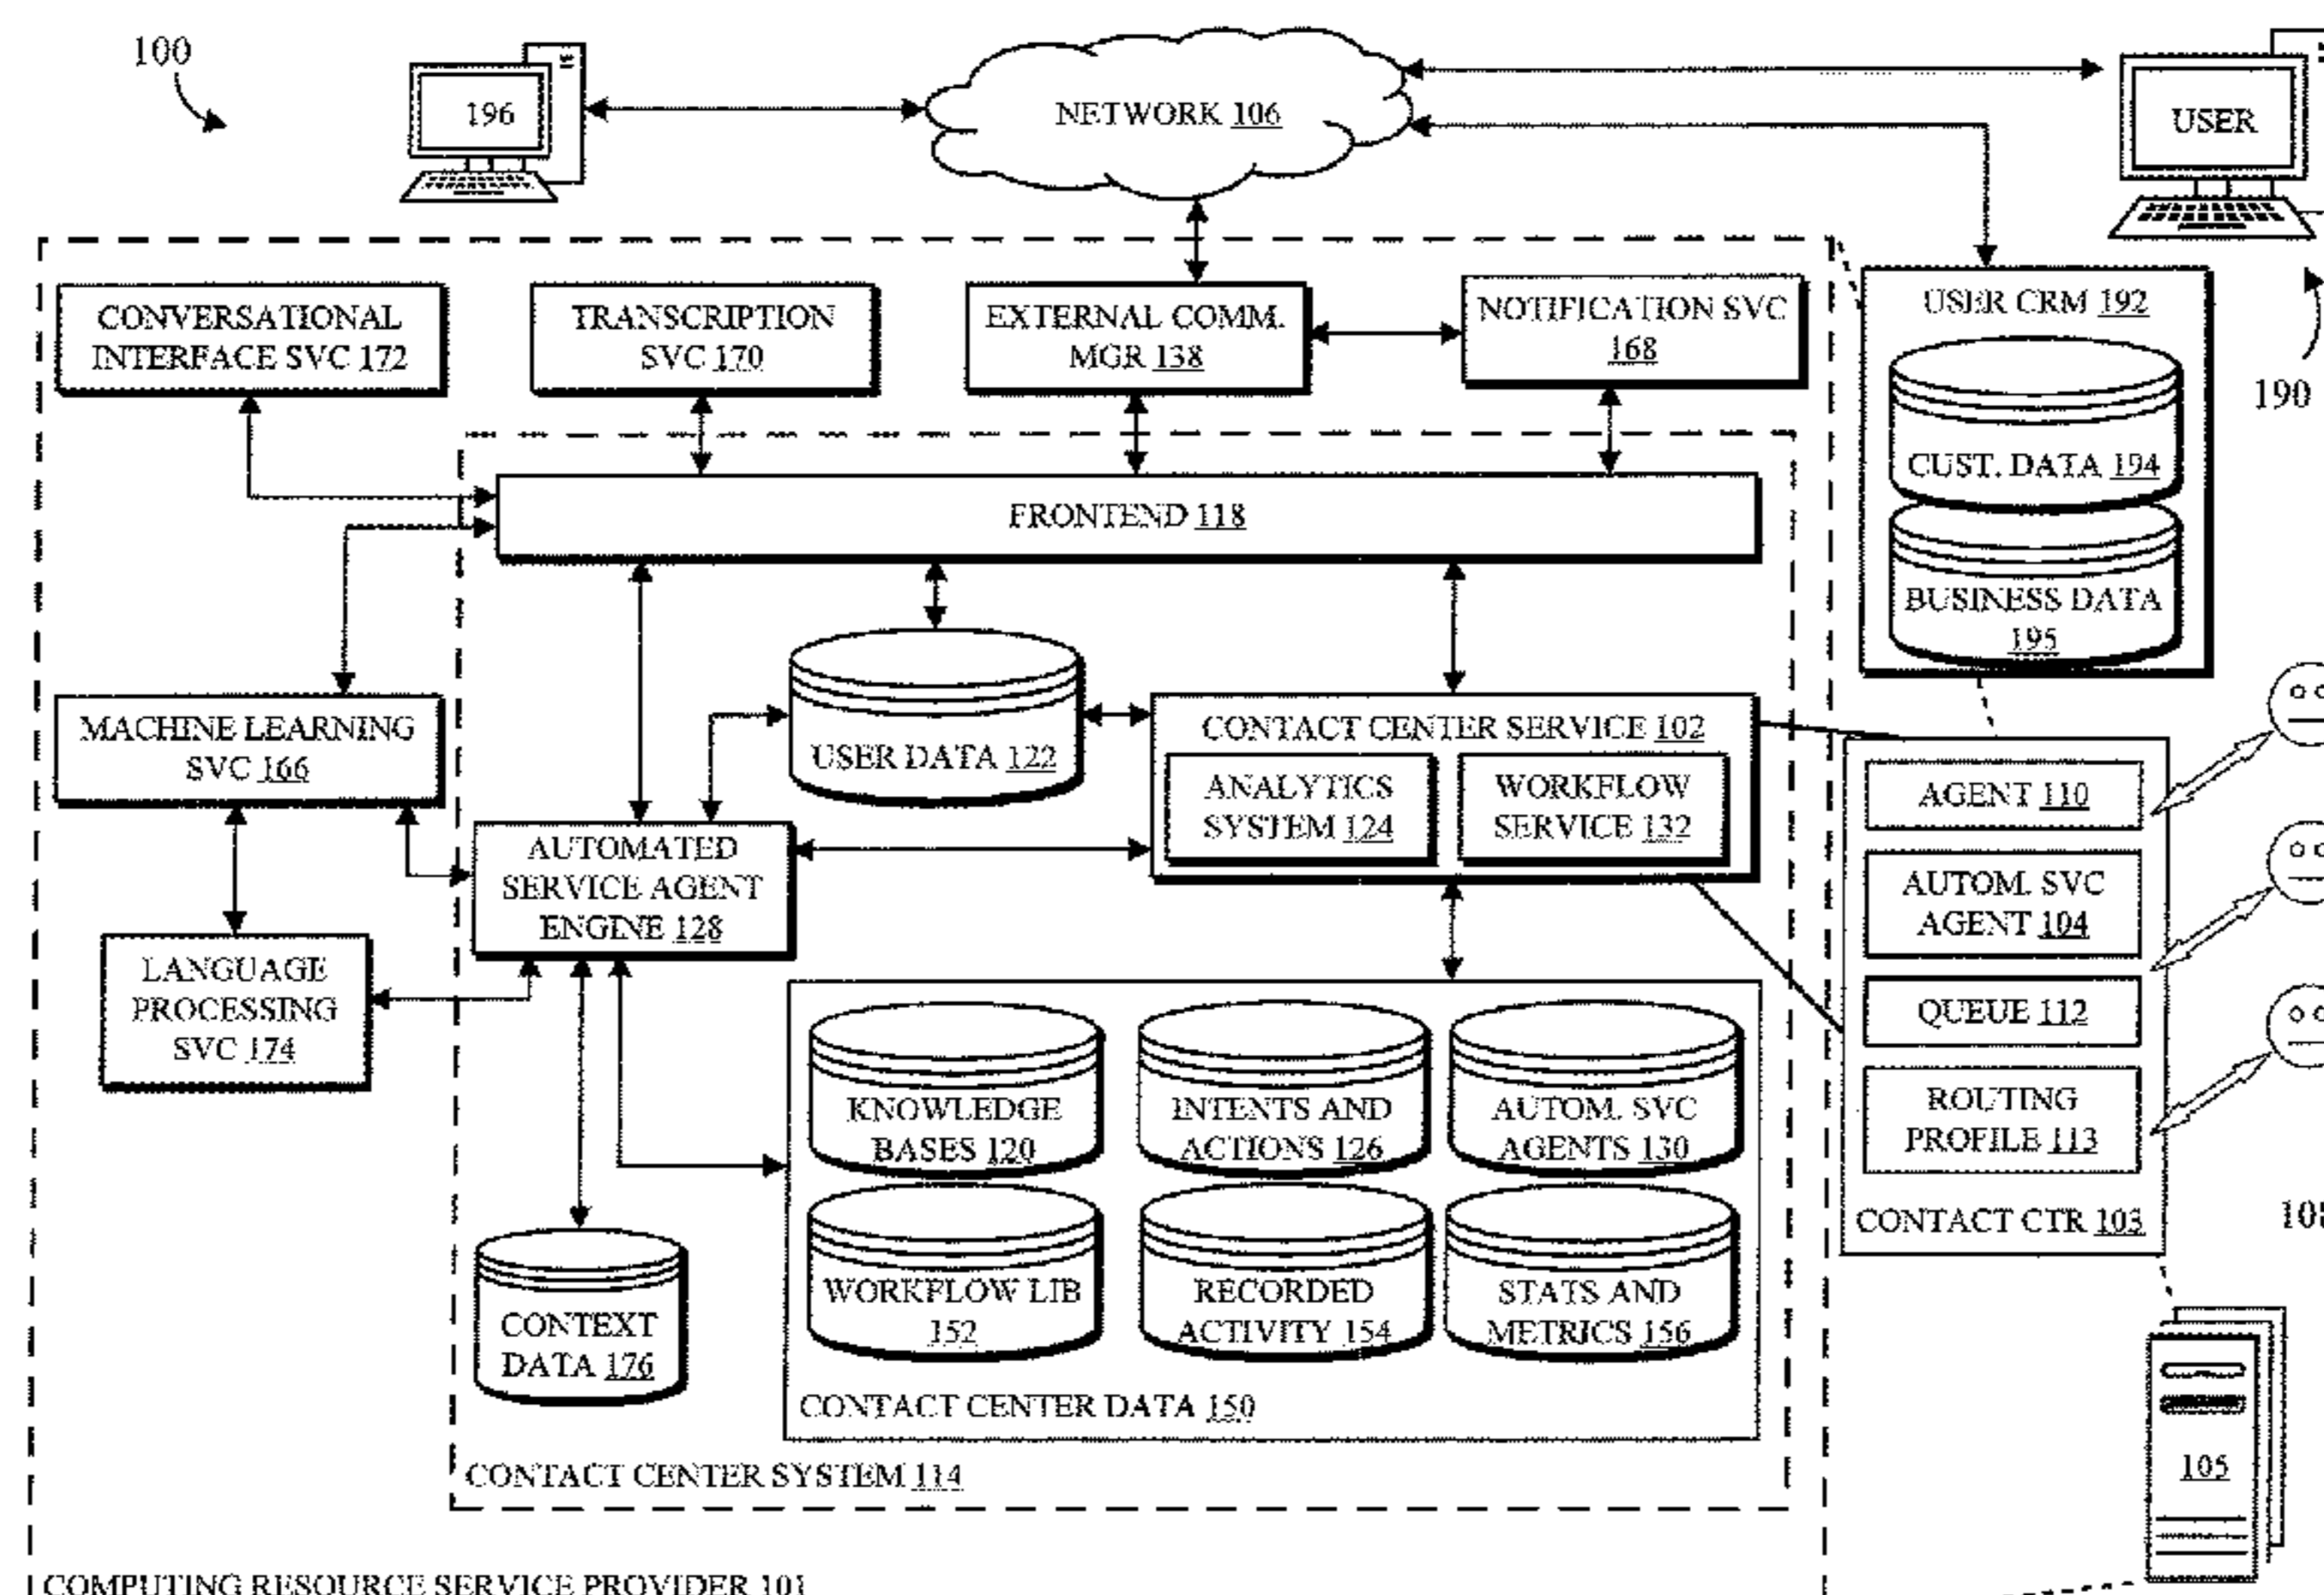 100
196
NETWORK 106
USER
CONVERSATIONAL
INTERFACE SVC 172
TRANSCRIPTION
SVC 170
EXTERNAL COMM.
MGR 138
NOTIFICATION SVC
168
USER CRM 192
190
CUST. DATA 194
FRONTEND 118
BUSINESS DATA
195
MACHINE LEARNING
SVC 166
USER DATA 122
CONTACT CENTER SERVICE 102
ANALYTICS
SYSTEM 124
WORKFLOW
SERVICE 132
AGENT 110
AUTOMATED
SERVICE AGENT
ENGINE 128
AUTOM. SVC
AGENT 104
LANGUAGE
PROCESSING
SVC 174
QUEUE 112
KNOWLEDGE
BASES 120
INTENTS AND
ACTIONS 126
AUTOM. SVC
AGENTS 130
ROUTING
PROFILE 113
CONTACT CTR 103
WORKFLOW LIB
152
RECORDED
ACTIVITY 154
STATS AND
METRICS 156
CONTEXT
DATA 176
CONTACT CENTER DATA 150
CONTACT CENTER SYSTEM 114
105
COMPUTING RESOURCE SERVICE PROVIDER 101